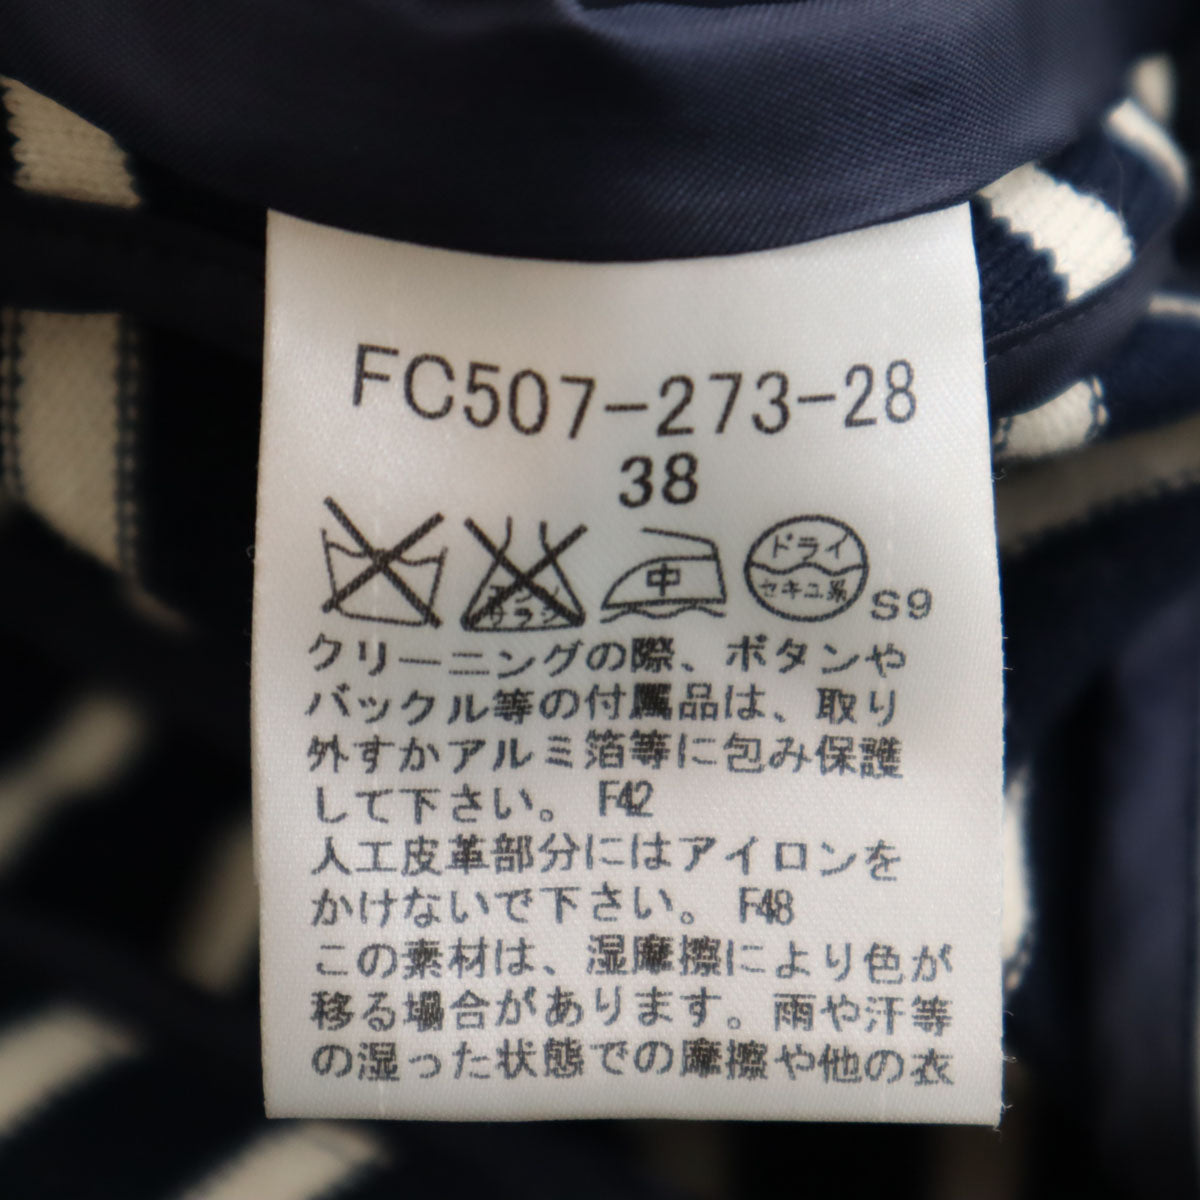 FC507-273-28
38
エンソ
サラシ
中
ドライ
セキユ系
S9
クリーニングの際、ボタンや
バックル等の付属品は、取り
外すかアルミ箔等に包み保護
して下さい。 F42
人工皮革部分にはアイロンを
かけないで下さい。 F48
この素材は、湿摩擦により色が
移る場合があります。雨や汗等
の湿った状態での摩擦や他の衣